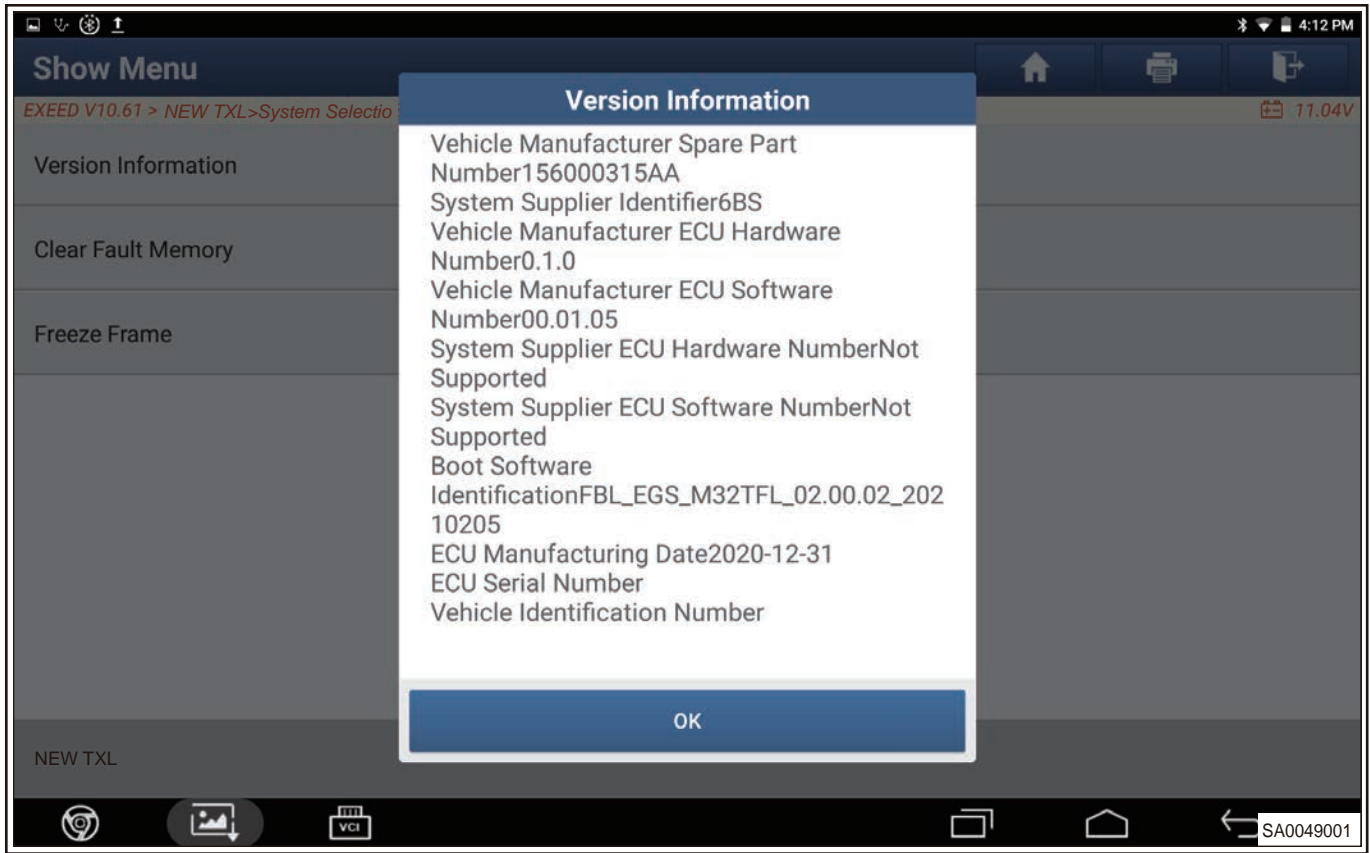 4:12 PM
Show Menu
EXEED V10.61 > NEW TXL>System Selectio
11.04V
Version Information
Clear Fault Memory
Freeze Frame
Version Information
Vehicle Manufacturer Spare Part
Number156000315AA
System Supplier Identifier6BS
Vehicle Manufacturer ECU Hardware
Number0.1.0
Vehicle Manufacturer ECU Software
Number00.01.05
System Supplier ECU Hardware NumberNot
Supported
System Supplier ECU Software NumberNot
Supported
Boot Software
IdentificationFBL_EGS_M32TFL_02.00.02_202
10205
ECU Manufacturing Date2020-12-31
ECU Serial Number
Vehicle Identification Number
OK
NEW TXL
VCI
SA0049001